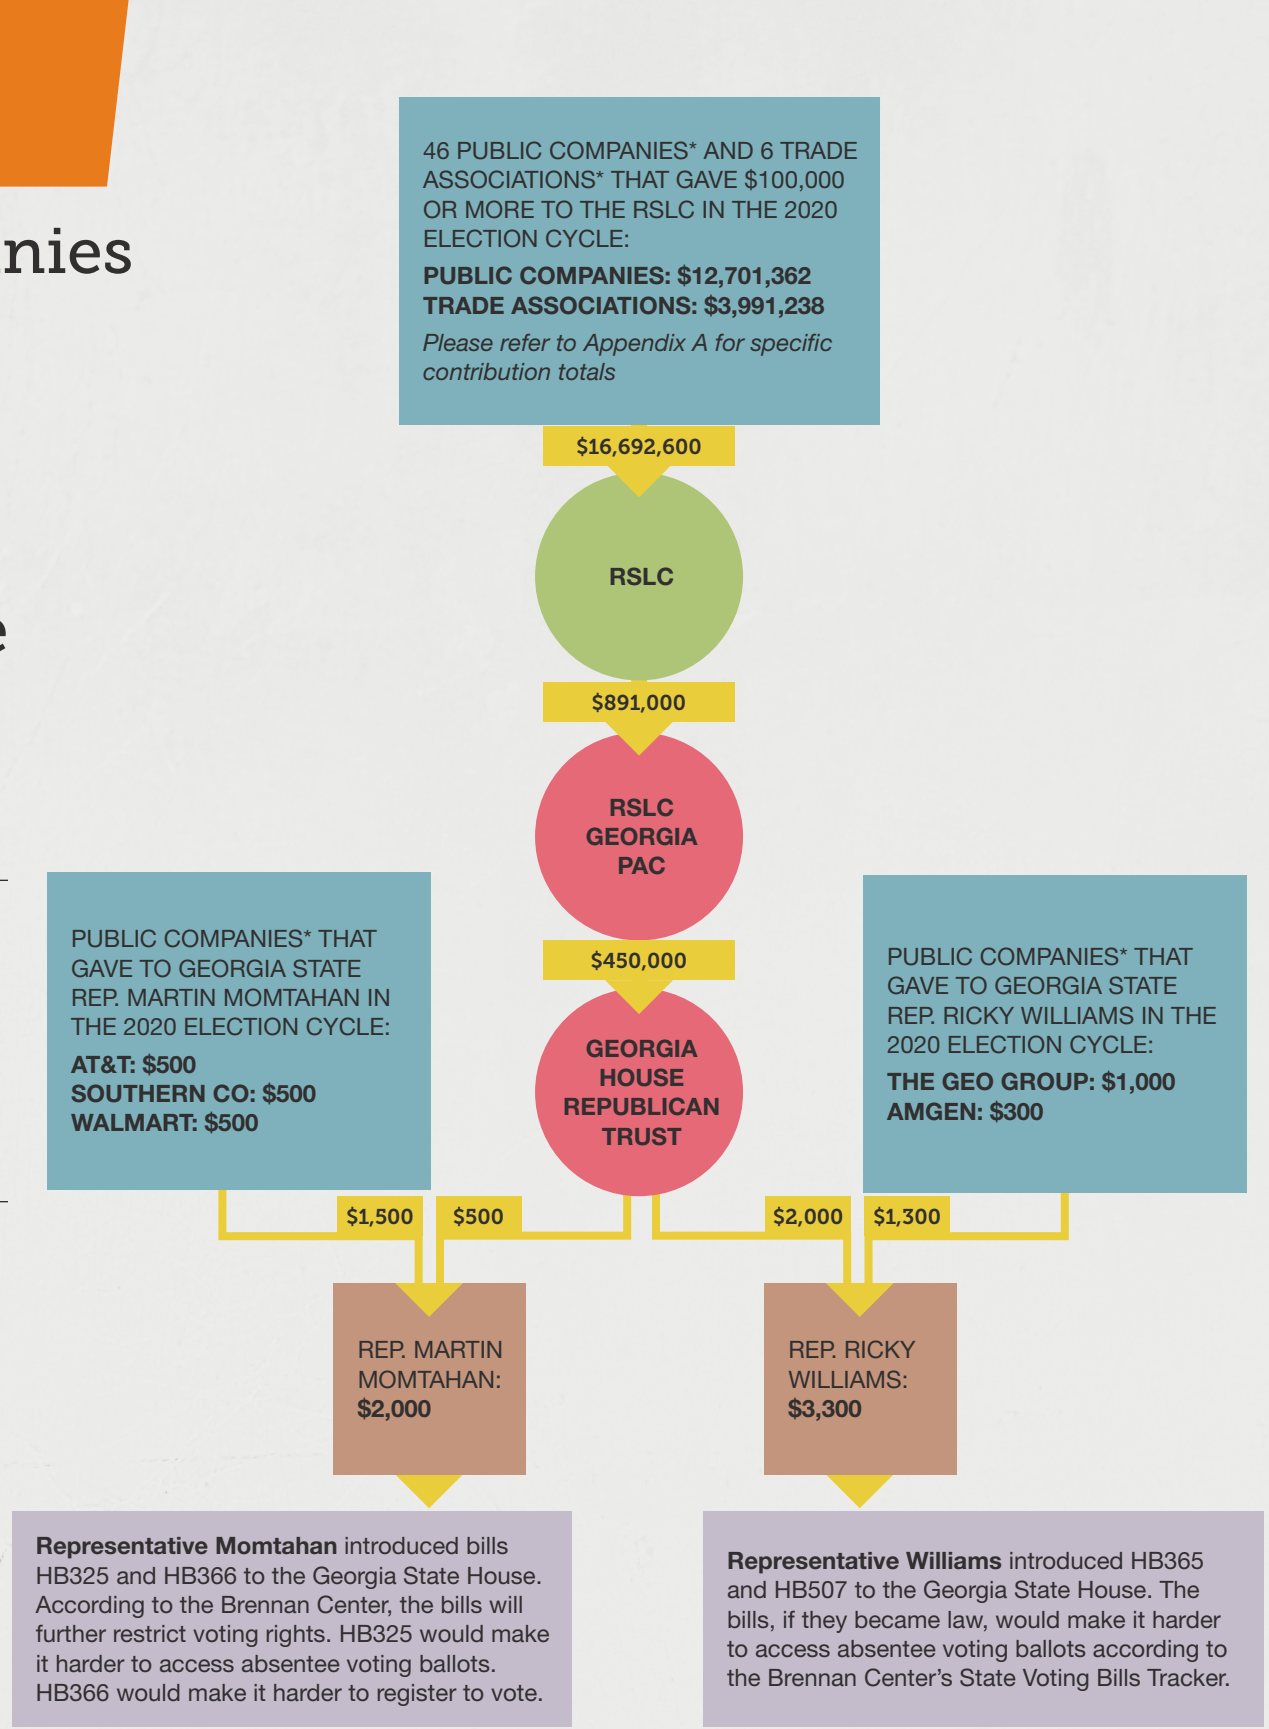 46 PUBLIC COMPANIES* AND 6 TRADE
ASSOCIATIONS* THAT GAVE $100,000
OR MORE TO THE RSLC IN THE 2020
ELECTION CYCLE:
PUBLIC COMPANIES: $12,701,362
TRADE ASSOCIATIONS: $3,991,238
Please refer to Appendix A for specific
contribution totals
$16,692,600
RSLC
$891,000
RSLC
GEORGIA
PAC
$450,000
GEORGIA
HOUSE
REPUBLICAN
TRUST
PUBLIC COMPANIES* THAT
GAVE TO GEORGIA STATE
REP. MARTIN MOMTAHAN IN
THE 2020 ELECTION CYCLE:
AT&T: $500
SOUTHERN CO: $500
WALMART: $500
PUBLIC COMPANIES* THAT
GAVE TO GEORGIA STATE
REP. RICKY WILLIAMS IN THE
2020 ELECTION CYCLE:
THE GEO GROUP: $1,000
AMGEN: $300
$1,500
$500
$2,000
$1,300
REP. MARTIN
MOMTAHAN:
$2,000
REP. RICKY
WILLIAMS:
$3,300
Representative Momtahan introduced bills
HB325 and HB366 to the Georgia State House.
According to the Brennan Center, the bills will
further restrict voting rights. HB325 would make
it harder to access absentee voting ballots.
HB366 would make it harder to register to vote.
Representative Williams introduced HB365
and HB507 to the Georgia State House. The
bills, if they became law, would make it harder
to access absentee voting ballots according to
the Brennan Center's State Voting Bills Tracker.